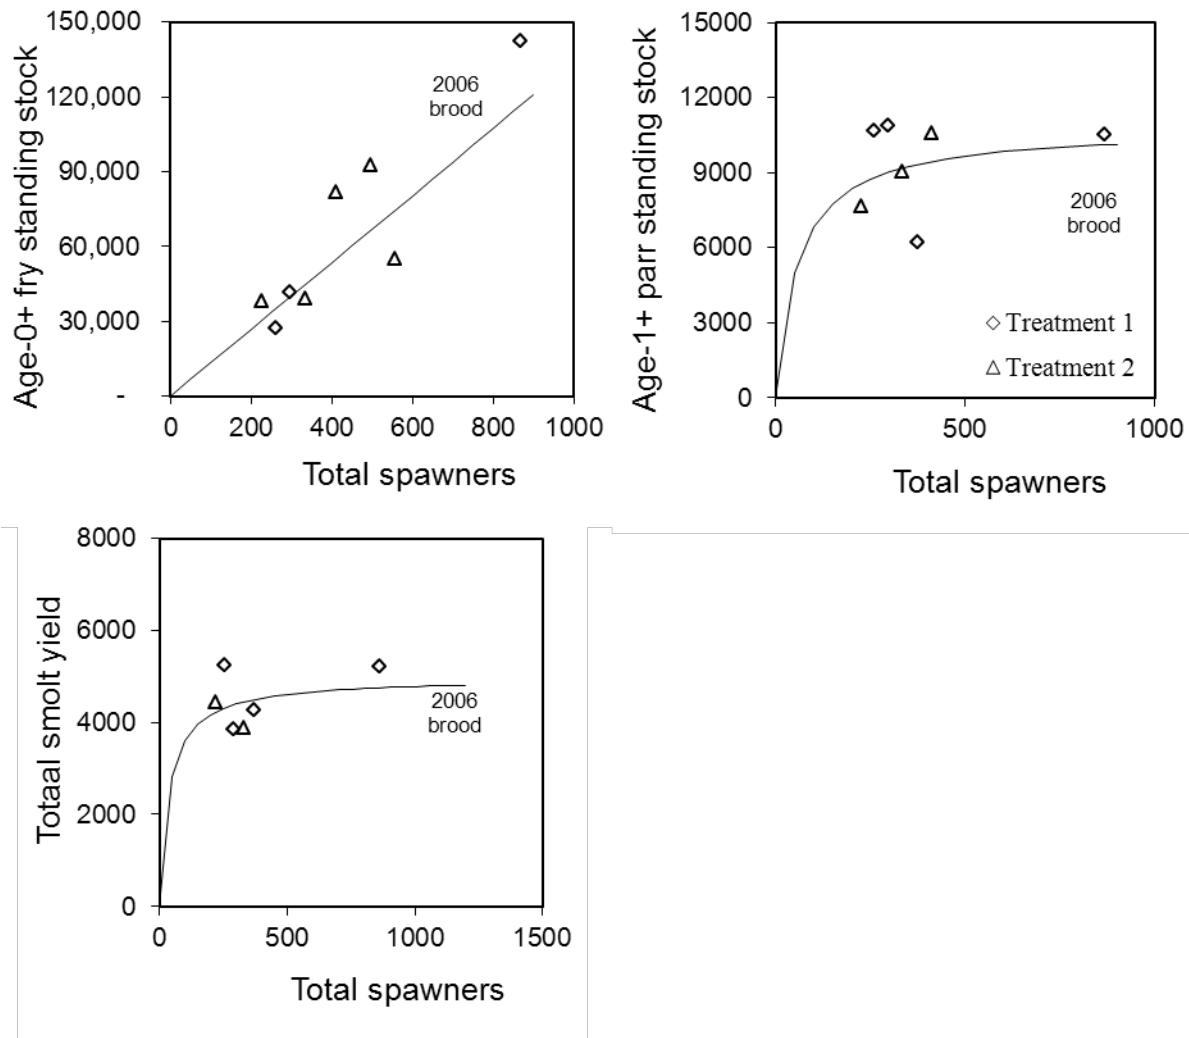 Age-0+ fry standing stock
150,000
120,000
90,000
60,000
30,000
-
0 200 400 600 800 1000
Total spawners
2006
brood
Age-1+ parr standing stock
15000
12000
9000
6000
3000
0
0 500 1000
Total spawners
2006
brood
Treatment 1
Treatment 2
Totaal smolt yield
8000
6000
4000
2000
0
0 500 1000 1500
Total spawners
2006
brood